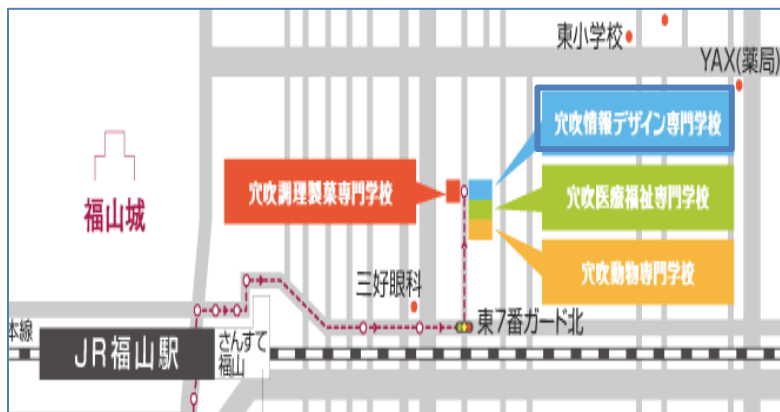 東小学校
YAX(薬局)
穴吹情報デザイン専門学校
穴吹調理製菓専門学校
穴吹医療福祉専門学校
福山城
穴吹動物専門学校
三好眼科
東7番ガード北
本線
JR福山駅
さんすて
福山